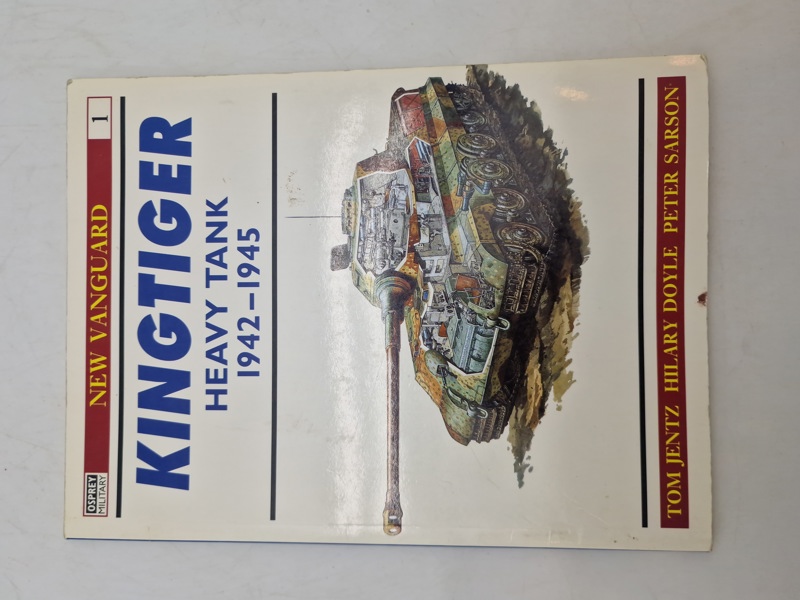 OSPREY
MILITARY
NEW VANGUARD
1
KINGTIGER
HEAVY TANK
1942–1945
TOM JENTZ HILARY DOYLE PETER SARSON